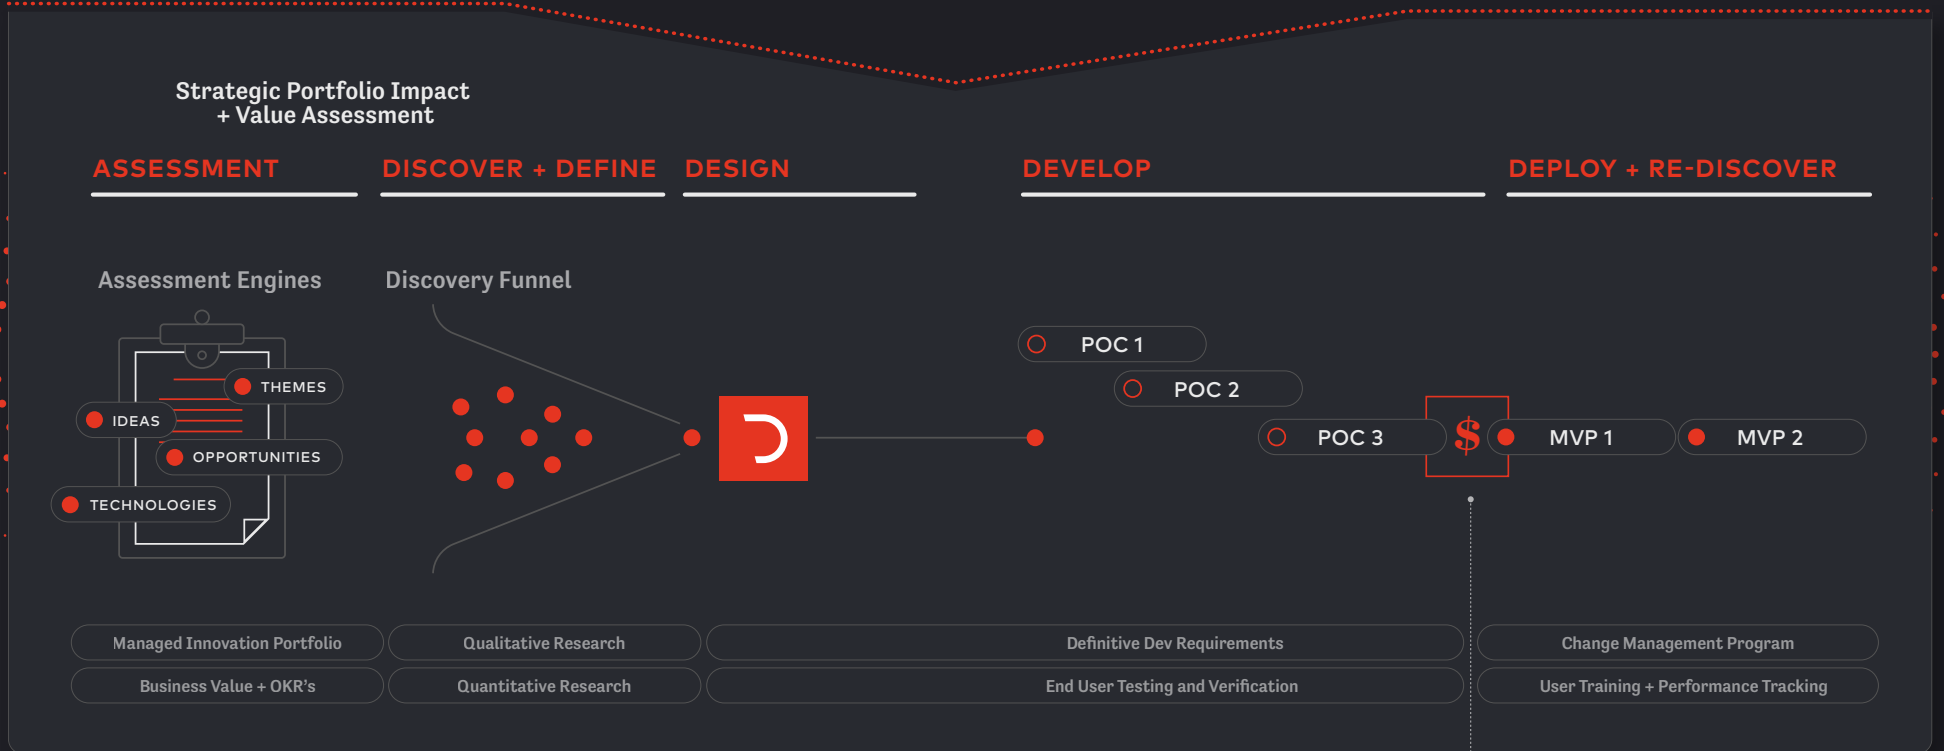 Strategic Portfolio Impact
+ Value Assessment
ASSESSMENT
DISCOVER + DEFINE
DESIGN
DEVELOP
DEPLOY + RE-DISCOVER
Assessment Engines
Discovery Funnel
THEMES
IDEAS
OPPORTUNITIES
TECHNOLOGIES
POC 1
POC 2
POC 3
$
MVP 1
MVP 2
Managed Innovation Portfolio
Qualitative Research
Definitive Dev Requirements
Change Management Program
Business Value + OKR's
Quantitative Research
End User Testing and Verification
User Training + Performance Tracking